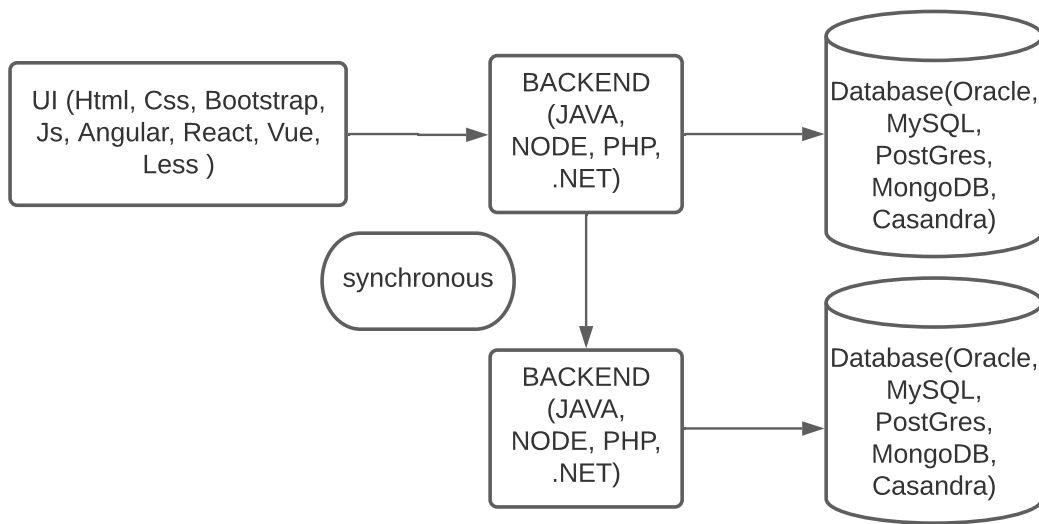 UI (Html, Css, Bootstrap,
Js, Angular, React, Vue,
Less )
BACKEND
(JAVA,
NODE, PHP,
.NET)
Database(Oracle,
MySQL,
PostGres,
MongoDB,
Casandra)
synchronous
BACKEND
(JAVA,
NODE, PHP,
.NET)
Database(Oracle,
MySQL,
PostGres,
MongoDB,
Casandra)